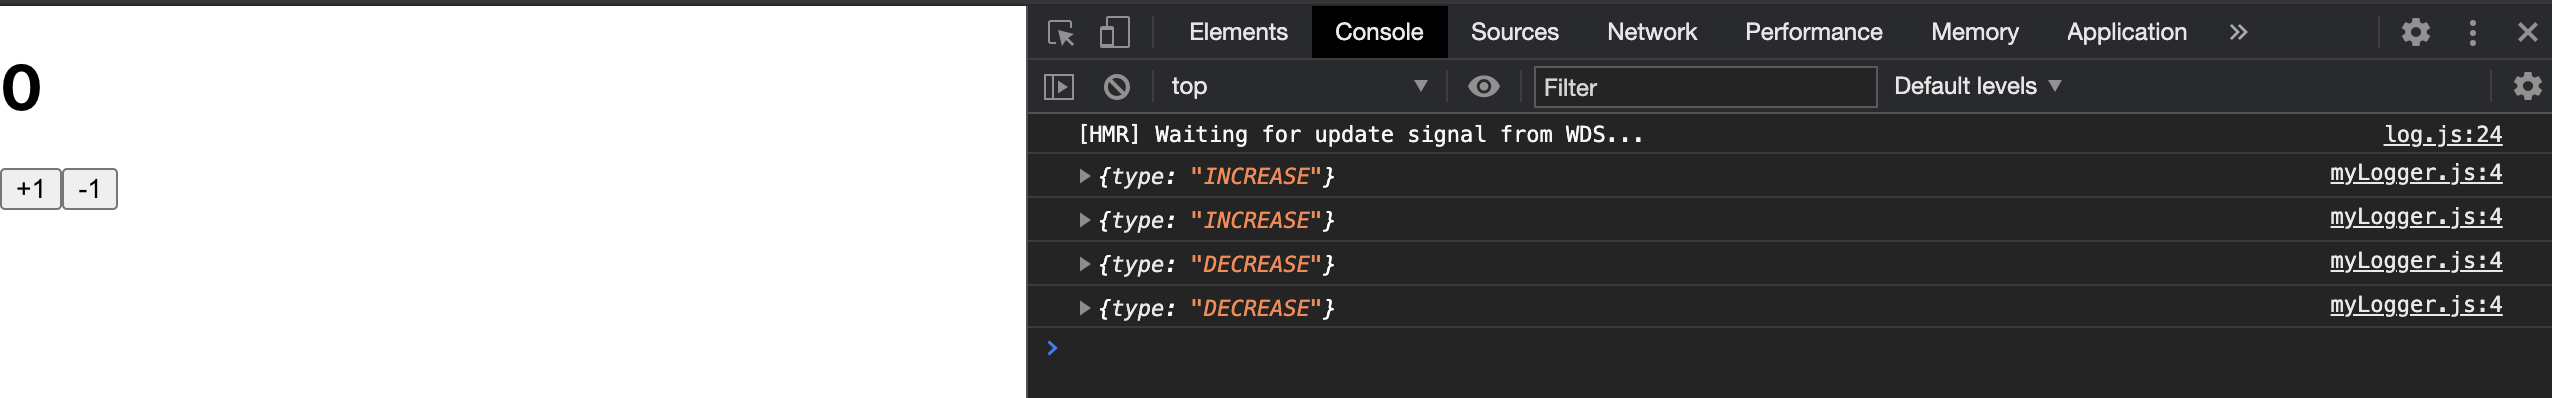 0
+1 -1
Elements Console Sources Network Performance Memory Application
top Filter Default levels
[HMR] Waiting for update signal from WDS... log.js:24
{type: "INCREASE"} myLogger.js:4
{type: "INCREASE"} myLogger.js:4
{type: "DECREASE"} myLogger.js:4
{type: "DECREASE"} myLogger.js:4